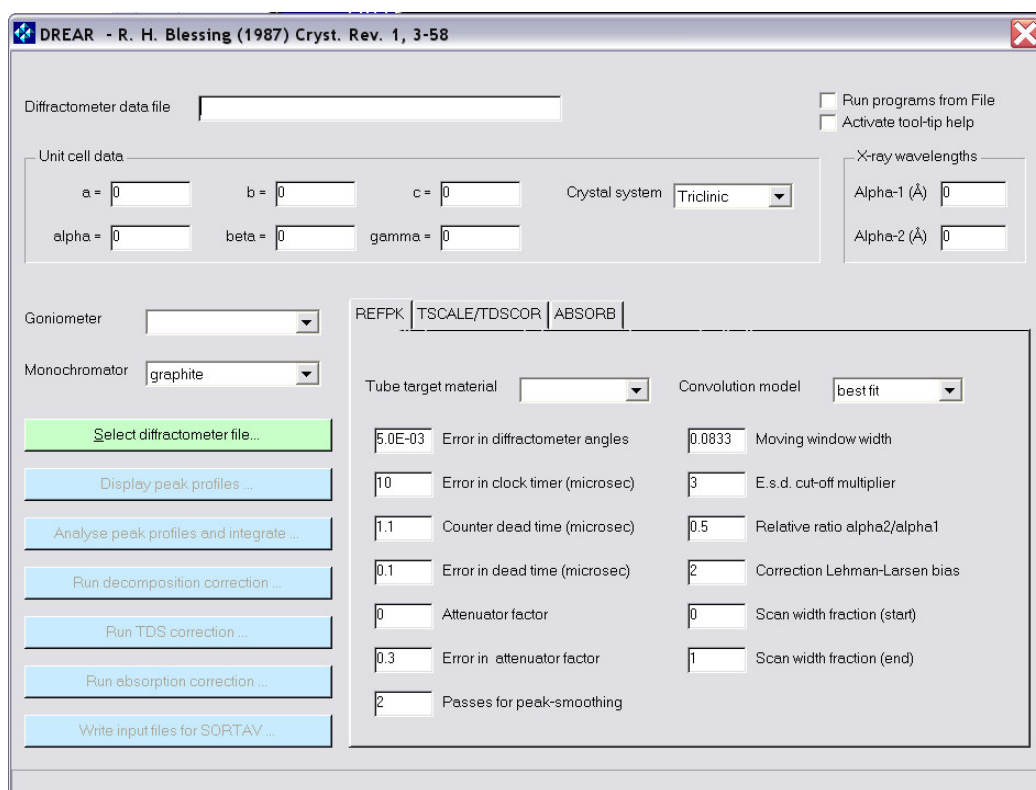 DREAR - R. H. Blessing (1987) Cryst. Rev. 1, 3-58
Diffractometer data file
Run programs from File
Activate tool-tip help
Unit cell data
X-ray wavelengths
a = 0 b = 0 c = 0 Crystal system Triclinic Alpha-1 (Å) 0
alpha = 0 beta = 0 gamma = 0 Alpha-2 (Å) 0
Goniometer
REFPK TSCALE/TDSCOR ABSORB
Monochromator graphite
Tube target material Convolution model best fit
Select diffractometer file...
5.0E-03 Error in diffractometer angles 0.0833 Moving window width
Display peak profiles ...
10 Error in clock timer (microsec) 3 E.s.d. cut-off multiplier
Analyse peak profiles and integrate ...
1.1 Counter dead time (microsec) 0.5 Relative ratio alpha2/alpha1
Run decomposition correction ...
0.1 Error in dead time (microsec) 2 Correction Lehman-Larsen bias
Run TDS correction ...
0 Attenuator factor 0 Scan width fraction (start)
Run absorption correction ...
0.3 Error in attenuator factor 1 Scan width fraction (end)
Write input files for SORTAV ...
2 Passes for peak-smoothing